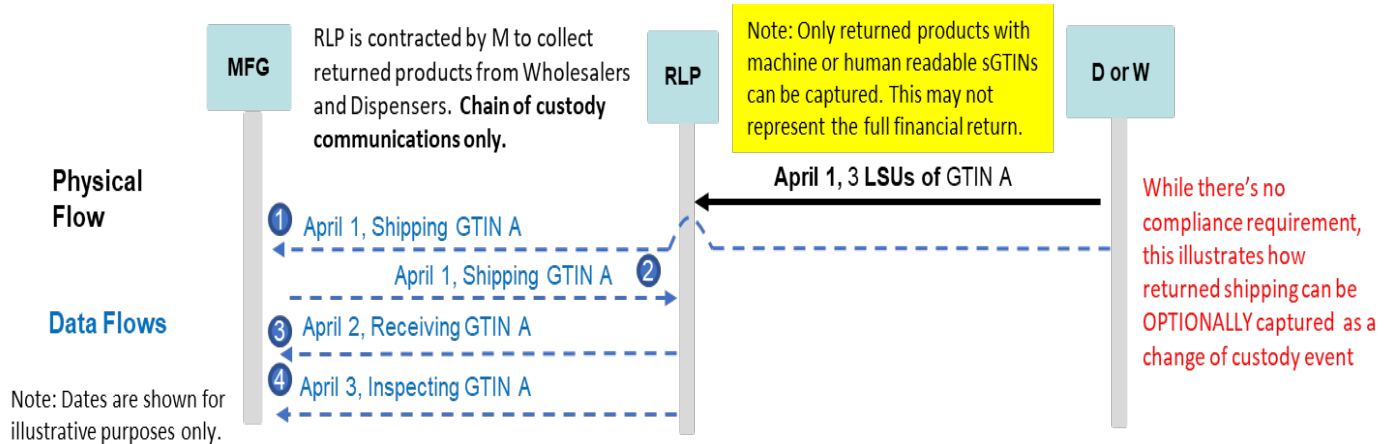 MFG
RLP is contracted by M to collect
returned products from Wholesalers
and Dispensers. Chain of custody
communications only.
RLP
Note: Only returned products with
machine or human readable sGTINs
can be captured. This may not
represent the full financial return.
D or W
Physical
Flow
April 1, 3 LSUs of GTIN A
While there's no
compliance requirement,
this illustrates how
returned shipping can be
OPTIONALLY captured as a
change of custody event
1 April 1, Shipping GTIN A
April 1, Shipping GTIN A 2
Data Flows
3 April 2, Receiving GTIN A
4 April 3, Inspecting GTIN A
Note: Dates are shown for
illustrative purposes only.